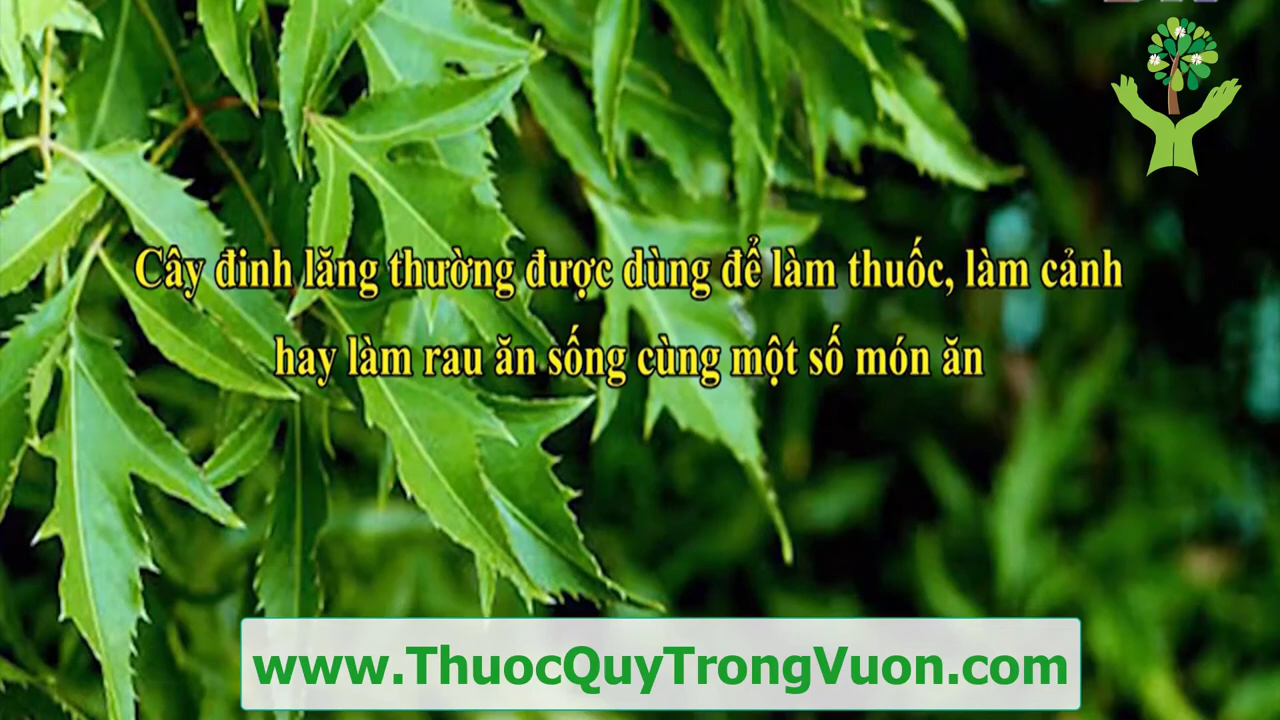 Cây đinh lăng thường được dùng để làm thuốc, làm cảnh
hay làm rau ăn sống cùng một số món ăn
www.ThuocQuyTrongVuon.com